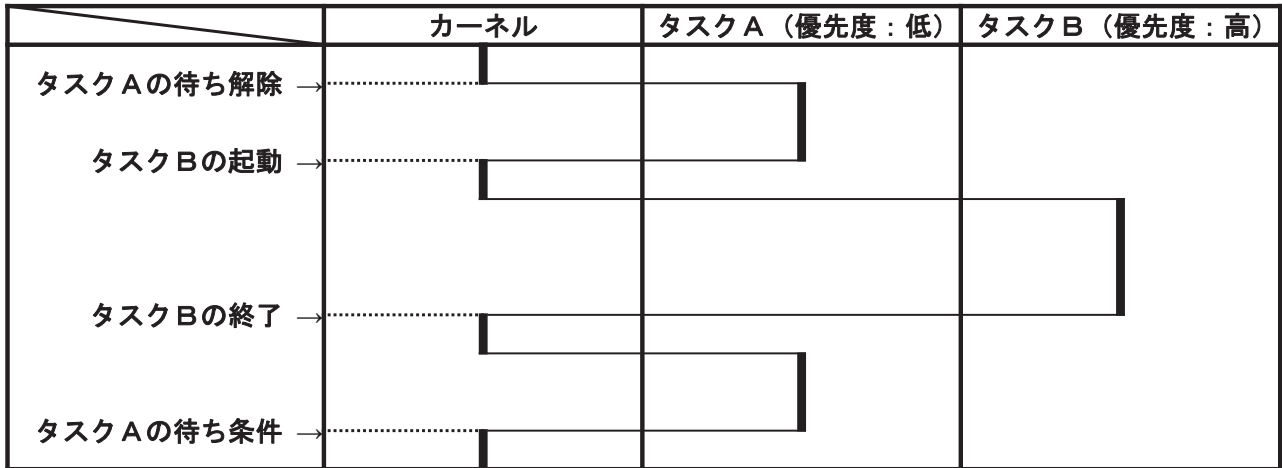 カーネル
タスクA（優先度：低）
タスクB（優先度：高）
タスクAの待ち解除 →
タスクBの起動 →
タスクBの終了 →
タスクAの待ち条件 →